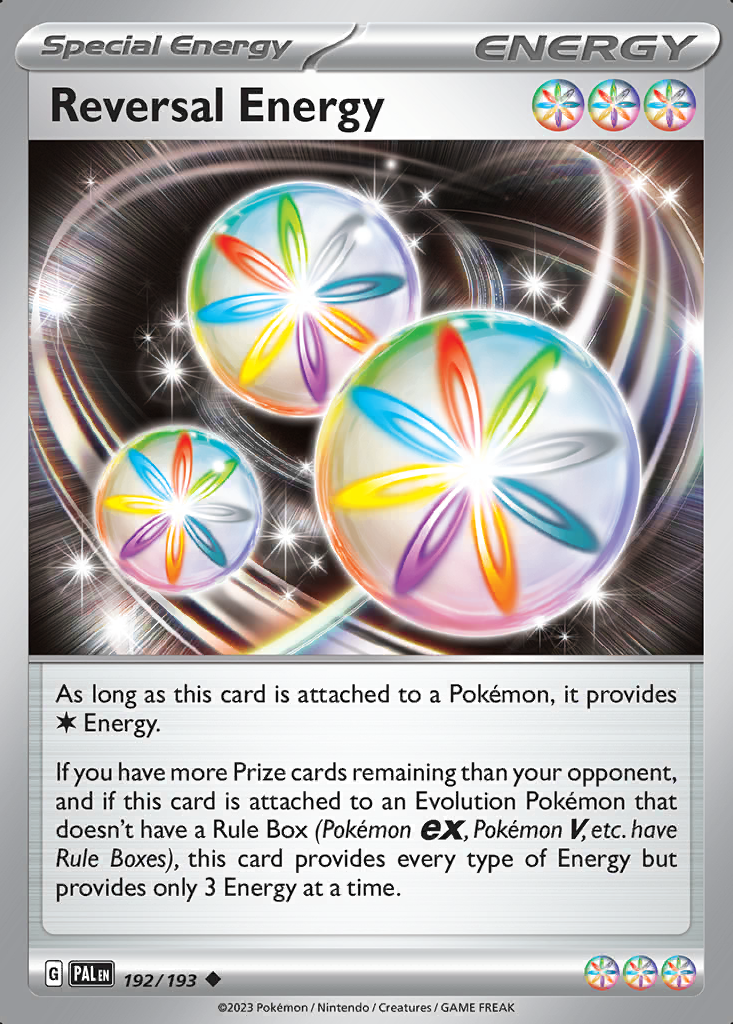 Special Energy ENERGY
Reversal Energy
As long as this card is attached to a Pokémon, it provides
✶ Energy.
If you have more Prize cards remaining than your opponent,
and if this card is attached to an Evolution Pokémon that
doesn't have a Rule Box (Pokémon ex, Pokémon V, etc. have
Rule Boxes), this card provides every type of Energy but
provides only 3 Energy at a time.
G PAL EN 192/193 ◆
©2023 Pokémon / Nintendo / Creatures / GAME FREAK